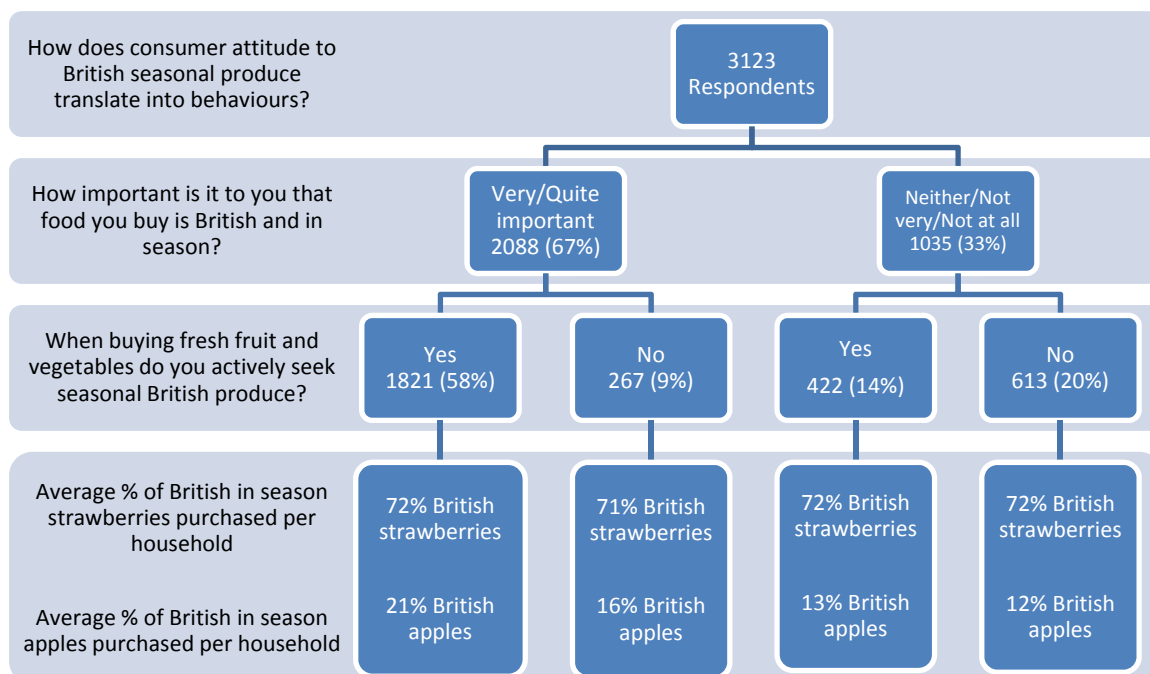 How does consumer attitude to
British seasonal produce
translate into behaviours?
3123
Respondents
How important is it to you that
food you buy is British and in
season?
Very/Quite
important
2088 (67%)
Neither/Not
very/Not at all
1035 (33%)
When buying fresh fruit and
vegetables do you actively seek
seasonal British produce?
Yes
1821 (58%)
No
267 (9%)
Yes
422 (14%)
No
613 (20%)
Average % of British in season
strawberries purchased per
household
72% British
strawberries
71% British
strawberries
72% British
strawberries
72% British
strawberries
Average % of British in season
apples purchased per household
21% British
apples
16% British
apples
13% British
apples
12% British
apples